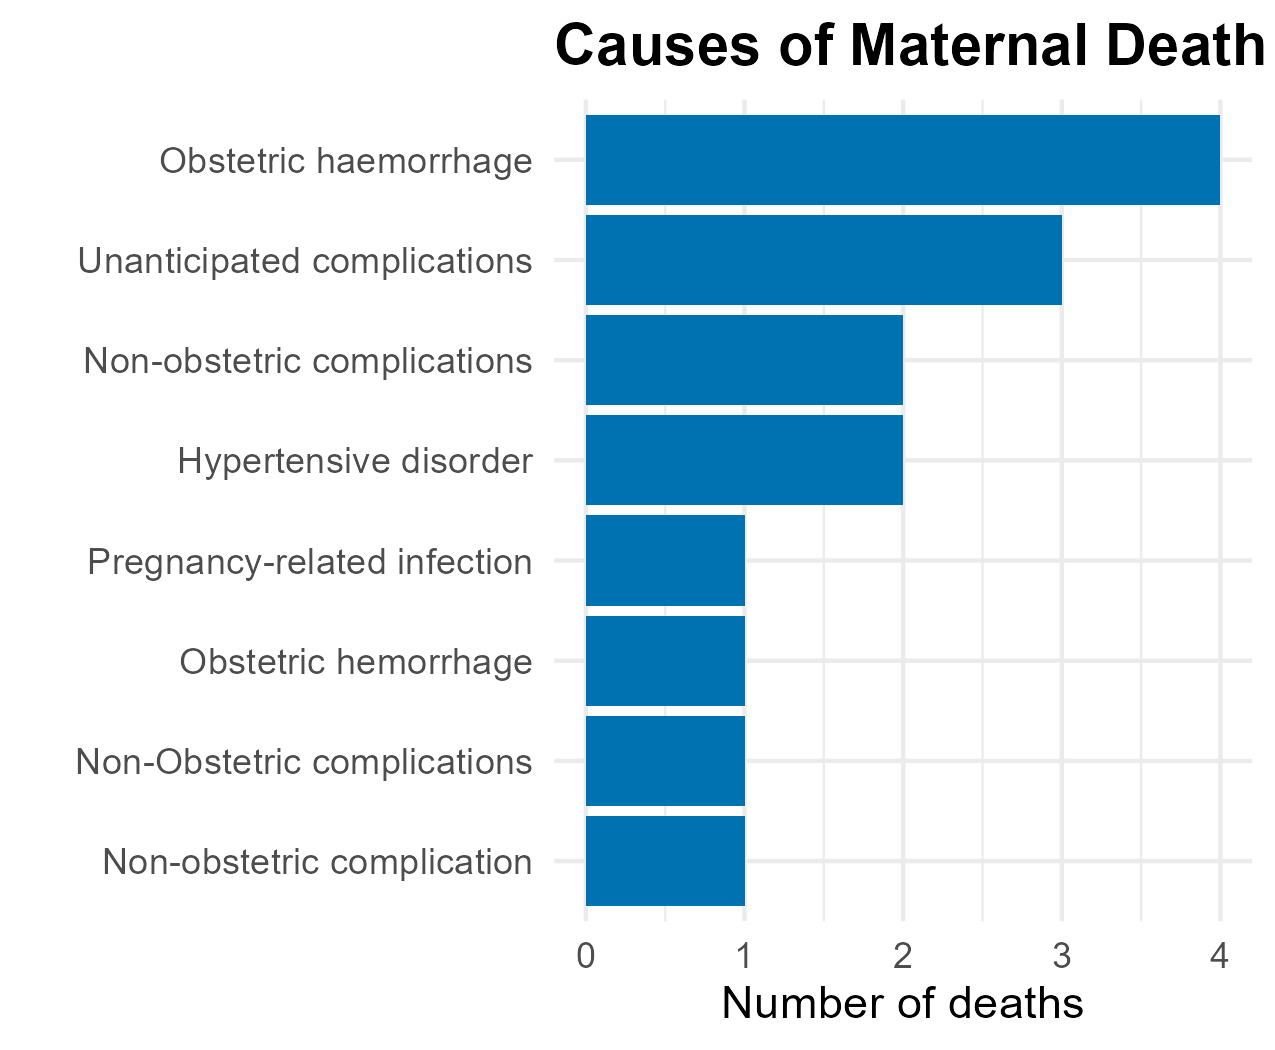 Causes of Maternal Death
Obstetric haemorrhage
Unanticipated complications
Non-obstetric complications
Hypertensive disorder
Pregnancy-related infection
Obstetric hemorrhage
Non-Obstetric complications
Non-obstetric complication
0 1 2 3 4
Number of deaths